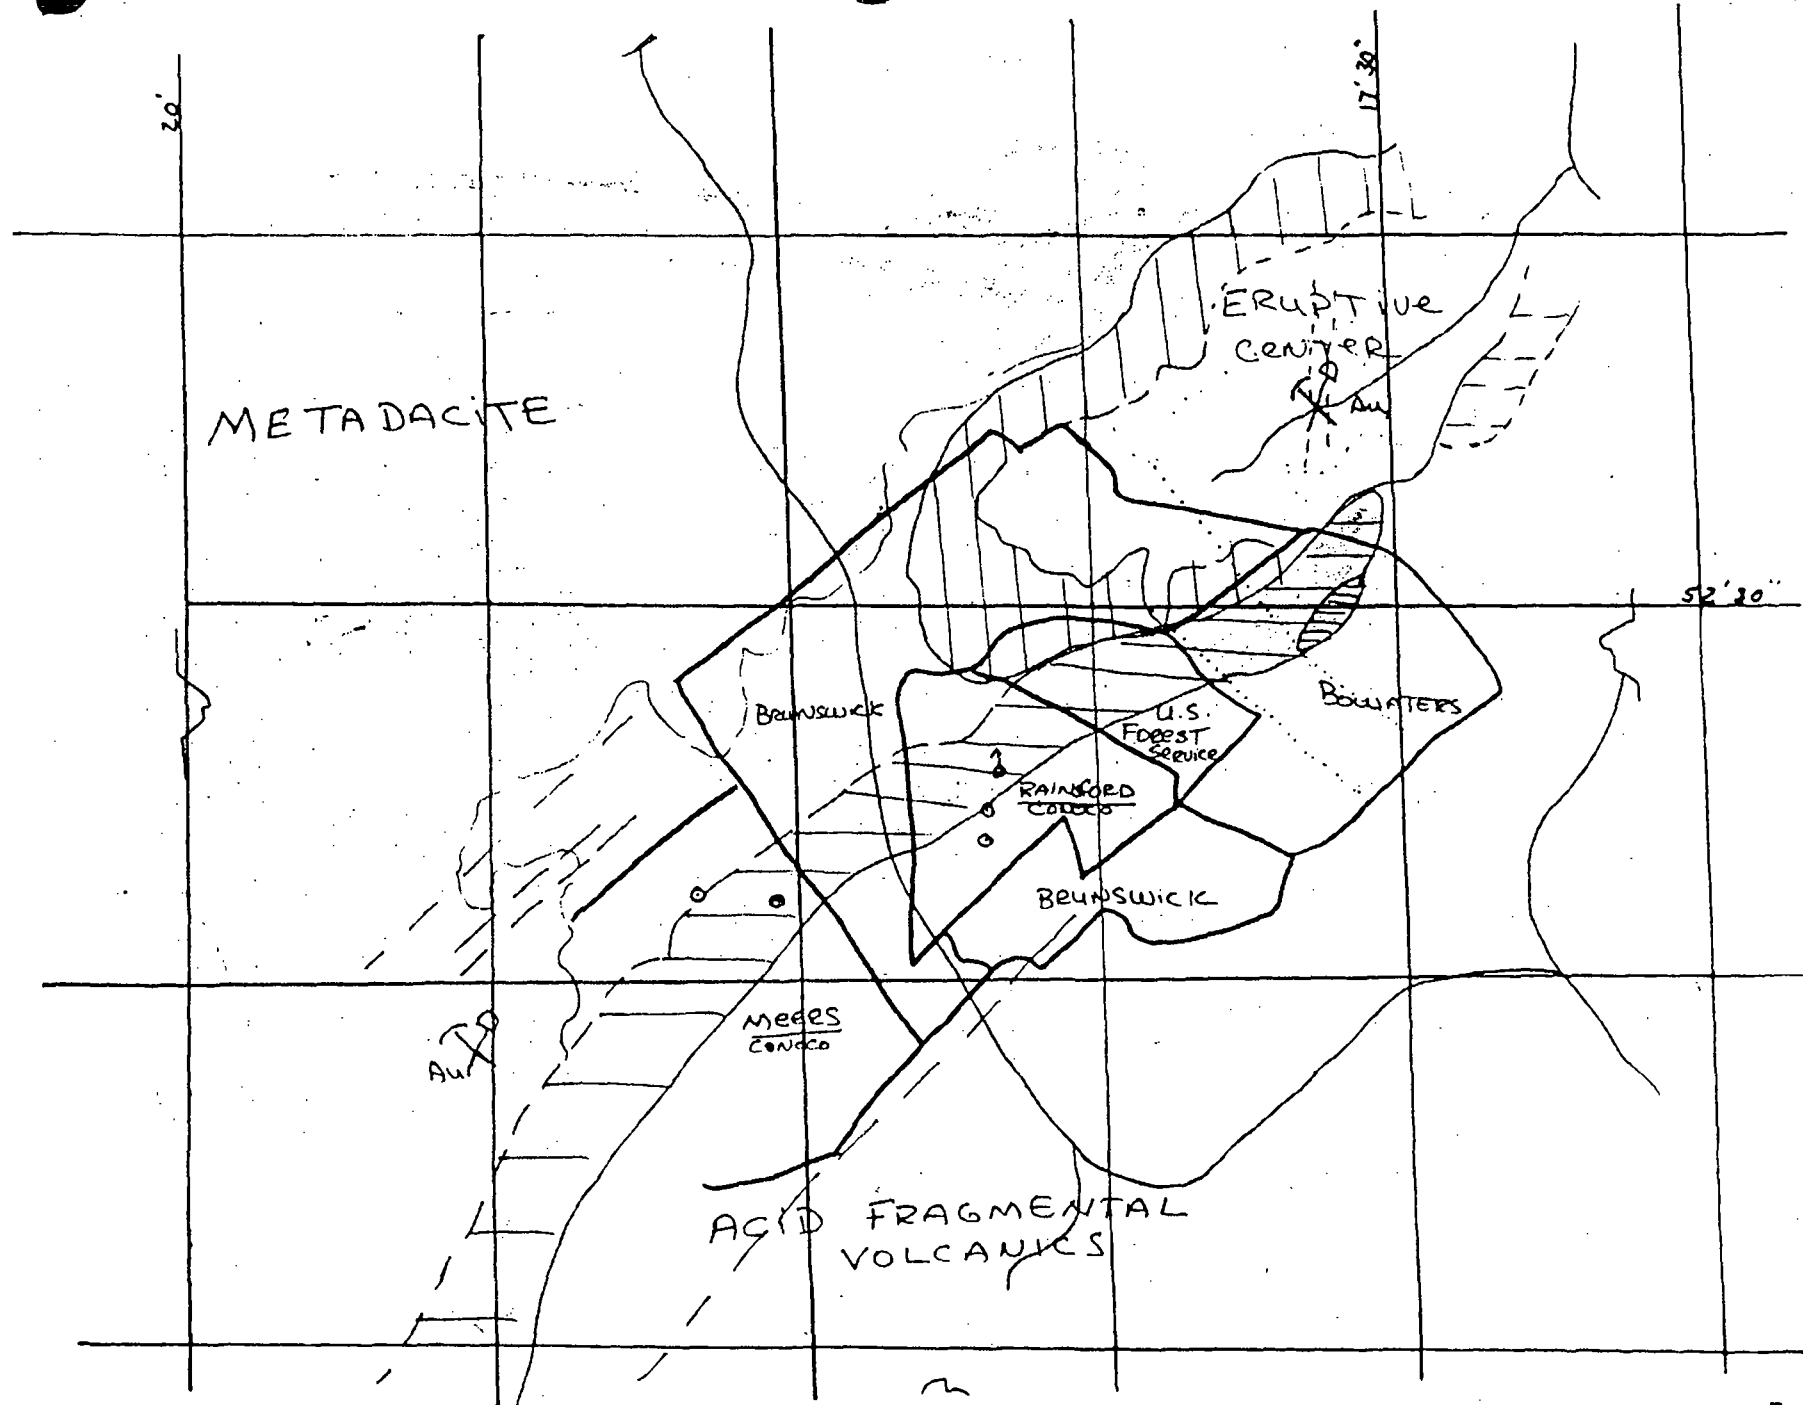 20'
17' 30"
ERUPTIVE
CENTER
Au
METADACITE
52' 30"
BRUNSWICK
BOWATERS
U.S.
FOREST
SERVICE
RAINFORD
CONOCO
BRUNSWICK
MEERS
CONOCO
Au
ACID FRAGMENTAL
VOLCANICS